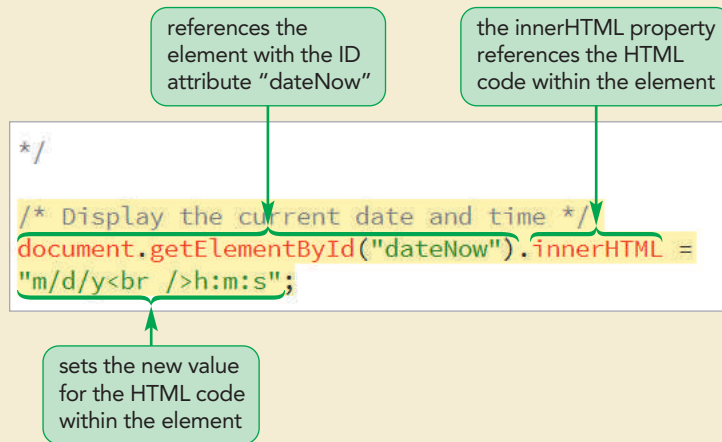 references the
element with the ID
attribute “dateNow”
the innerHTML property
references the HTML
code within the element
*/
/* Display the current date and time */
document.getElementById("dateNow").innerHTML =
"m/d/y<br />h:m:s";
sets the new value
for the HTML code
within the element